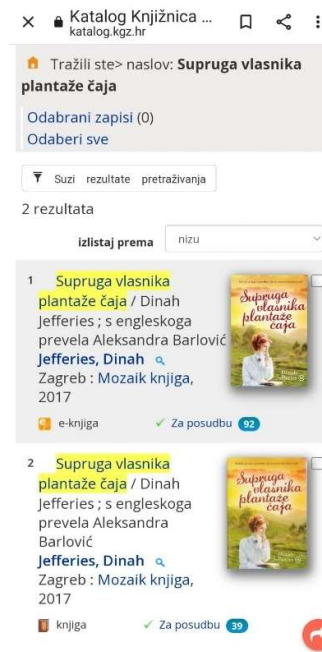 Katalog Knjižnica ...
katalog.kgz.hr
Tražili ste> naslov: Supruga vlasnika
plantaže čaja
Odabrani zapisi (0)
Odaberi sve
Suzi rezultate pretraživanja
2 rezultata
izlistaj prema nizu
1 Supruga vlasnika
plantaže čaja / Dinah
Jefferies ; s engleskoga
prevela Aleksandra Barlović
Jefferies, Dinah
Zagreb : Mozaik knjiga,
2017
Supruga
vlasnika
plantaže
čaja
e-knjiga Za posudbu 92
2 Supruga vlasnika
plantaže čaja / Dinah
Jefferies ; s engleskoga
prevela Aleksandra
Barlović
Jefferies, Dinah
Zagreb : Mozaik knjiga,
2017
Supruga
vlasnika
plantaže
čaja
knjiga Za posudbu 39